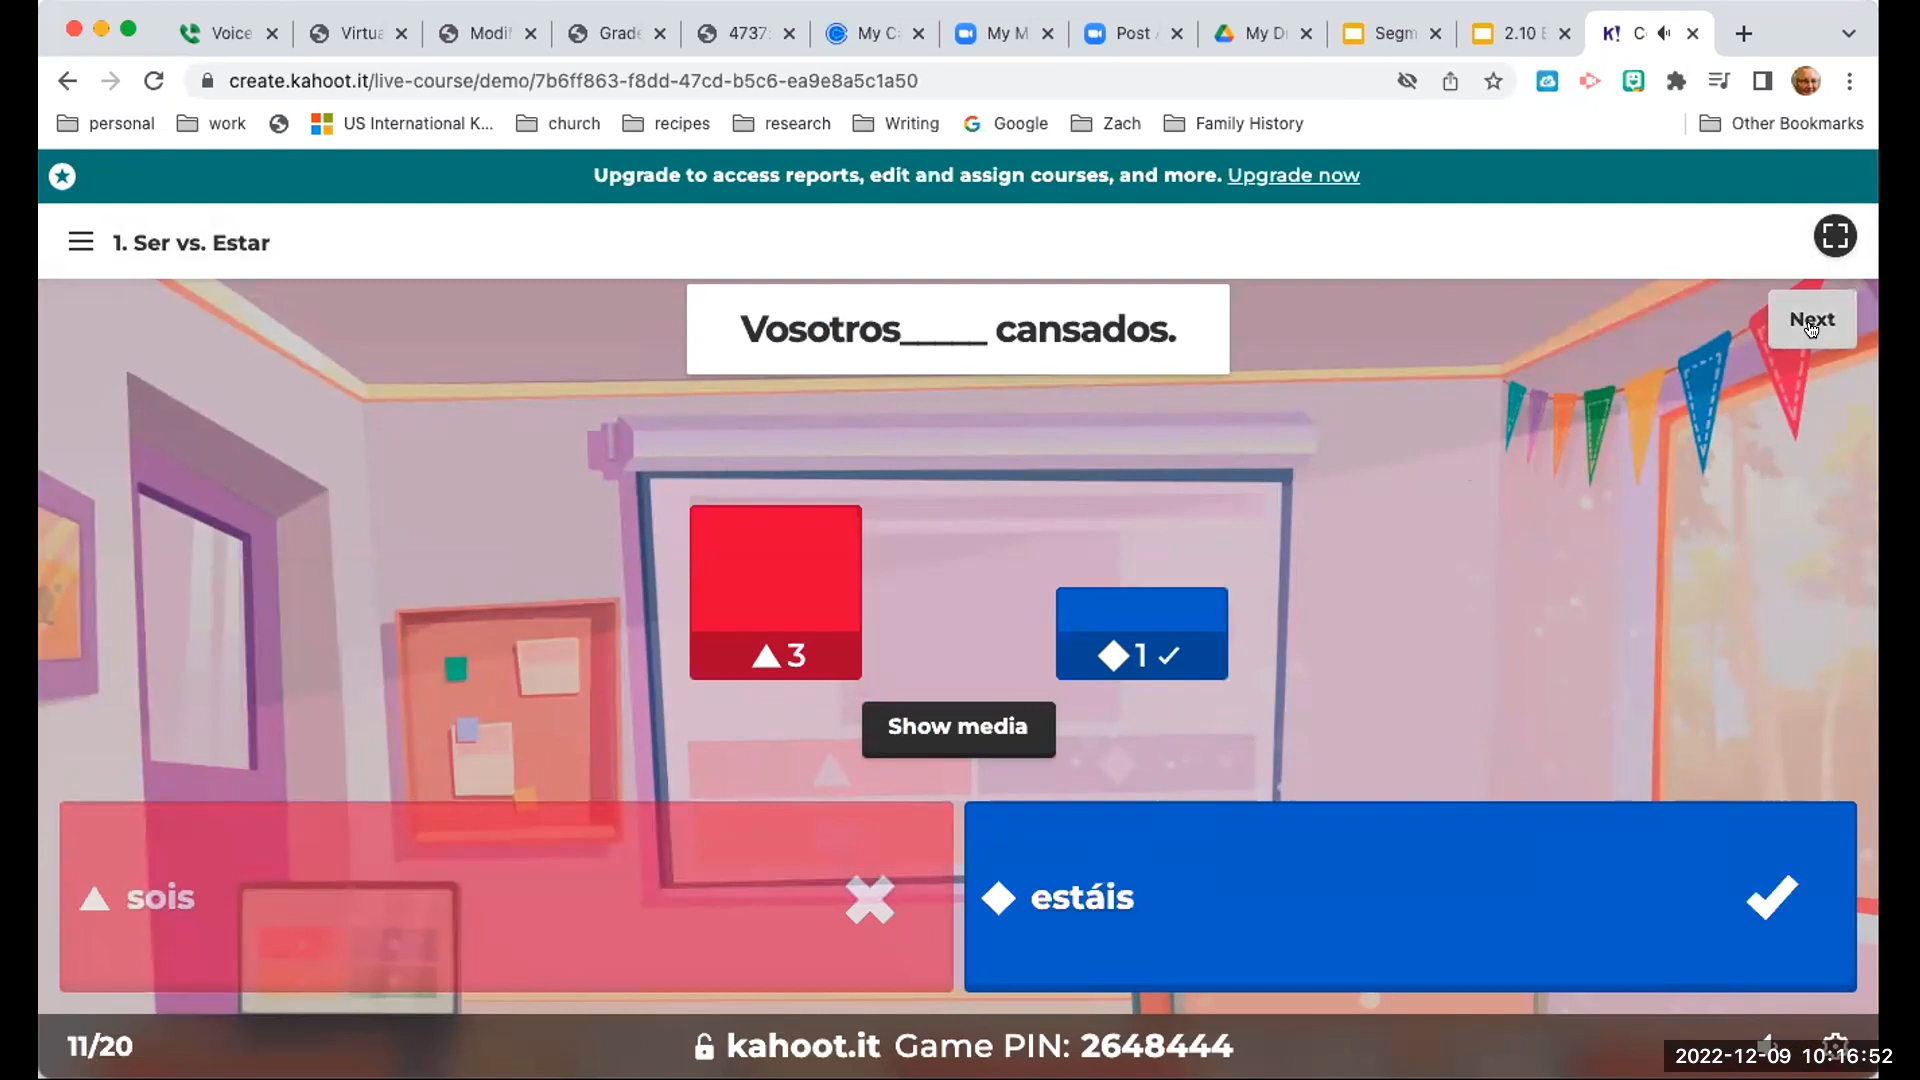 Voice
Virtua
Modif
Grade
4737
My C
My M
Post
My D
Segm
2.10 E
K! C
create.kahoot.it/live-course/demo/7b6ff863-f8dd-47cd-b5c6-ea9e8a5c1a50
personal
work
US International K...
church
recipes
research
Writing
Google
Zach
Family History
Other Bookmarks
Upgrade to access reports, edit and assign courses, and more. Upgrade now
1. Ser vs. Estar
Vosotros_____ cansados.
Next
3
1
Show media
sois
estáis
11/20
kahoot.it Game PIN: 2648444
2022-12-09 10:16:52